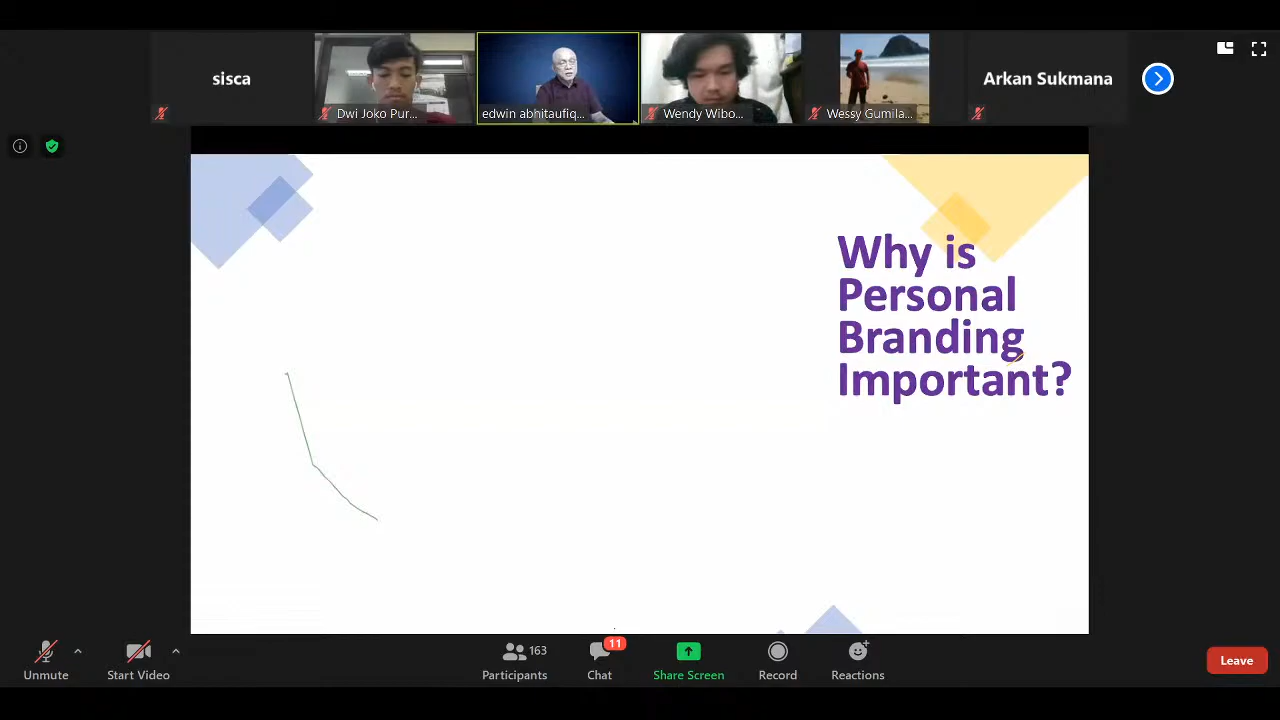 sisca
Dwi Joko Pur...
edwin abhitaufiq...
Wendy Wibo...
Wessy Gumila...
Arkan Sukmana
Why is
Personal
Branding
Important?
Unmute
Start Video
163
Participants
11
Chat
Share Screen
Record
Reactions
Leave